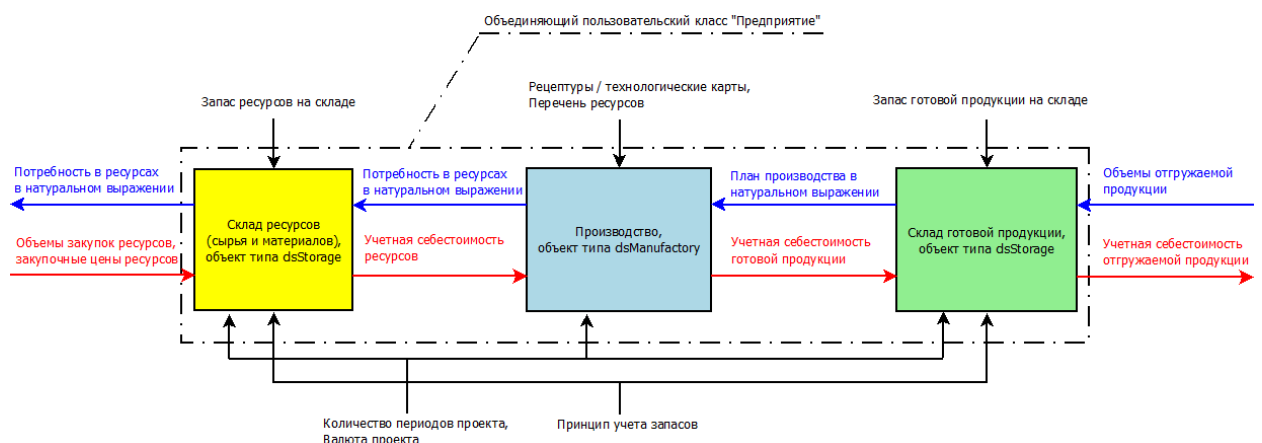 Объединяющий пользовательский класс "Предприятие"
Запас ресурсов на складе
Рецептуры / технологические карты,
Перечень ресурсов
Запас готовой продукции на складе
Потребность в ресурсах
в натуральном выражении
Объемы закупок ресурсов,
закупочные цены ресурсов
Склад ресурсов
(сырья и материалов),
объект типа dsStorage
Потребность в ресурсах
в натуральном выражении
Учетная себестоимость
ресурсов
Производство,
объект типа dsManufactory
План производства в
натуральном выражении
Учетная себестоимость
готовой продукции
Склад готовой продукции,
объект типа dsStorage
Объемы отгружаемой
продукции
Учетная себестоимость
отгружаемой продукции
Количество периодов проекта,
Валюта проекта
Принцип учета запасов